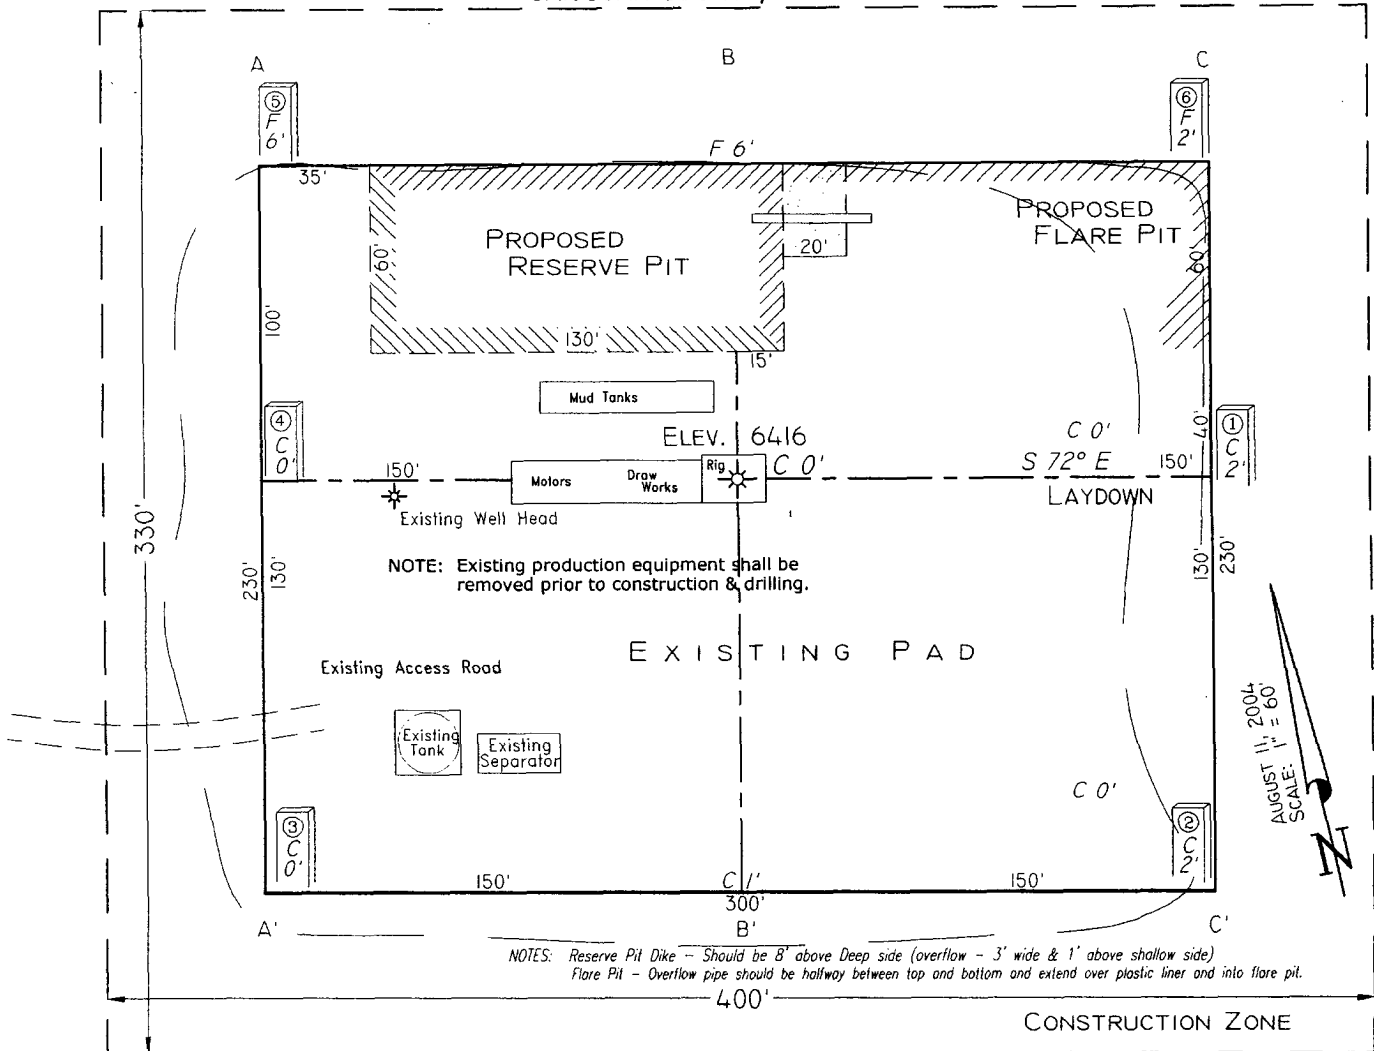 A
B
C
⑤
F
6'
⑥
F
2'
F 6'
35'
PROPOSED
RESERVE PIT
60'
20'
PROPOSED
FLARE PIT
60'
100'
130'
15'
Mud Tanks
④
C
0'
①
C
2'
40'
ELEV. 6416
C 0'
150'
Motors
Draw
Works
Rig
C 0'
S 72° E
150'
LAYDOWN
Existing Well Head
330'
NOTE: Existing production equipment shall be
removed prior to construction & drilling.
230'
130'
130'
230'
EXISTING PAD
Existing Access Road
Existing
Tank
Existing
Separator
AUGUST 11, 2004
SCALE: 1" = 60'
N
C 0'
③
C
0'
②
C
2'
150'
C 1'
150'
300'
A'
B'
C'
NOTES: Reserve Pit Dike - Should be 8' above Deep side (overflow - 3' wide & 1' above shallow side)
Flare Pit - Overflow pipe should be halfway between top and bottom and extend over plastic liner and into flare pit.
400'
CONSTRUCTION ZONE